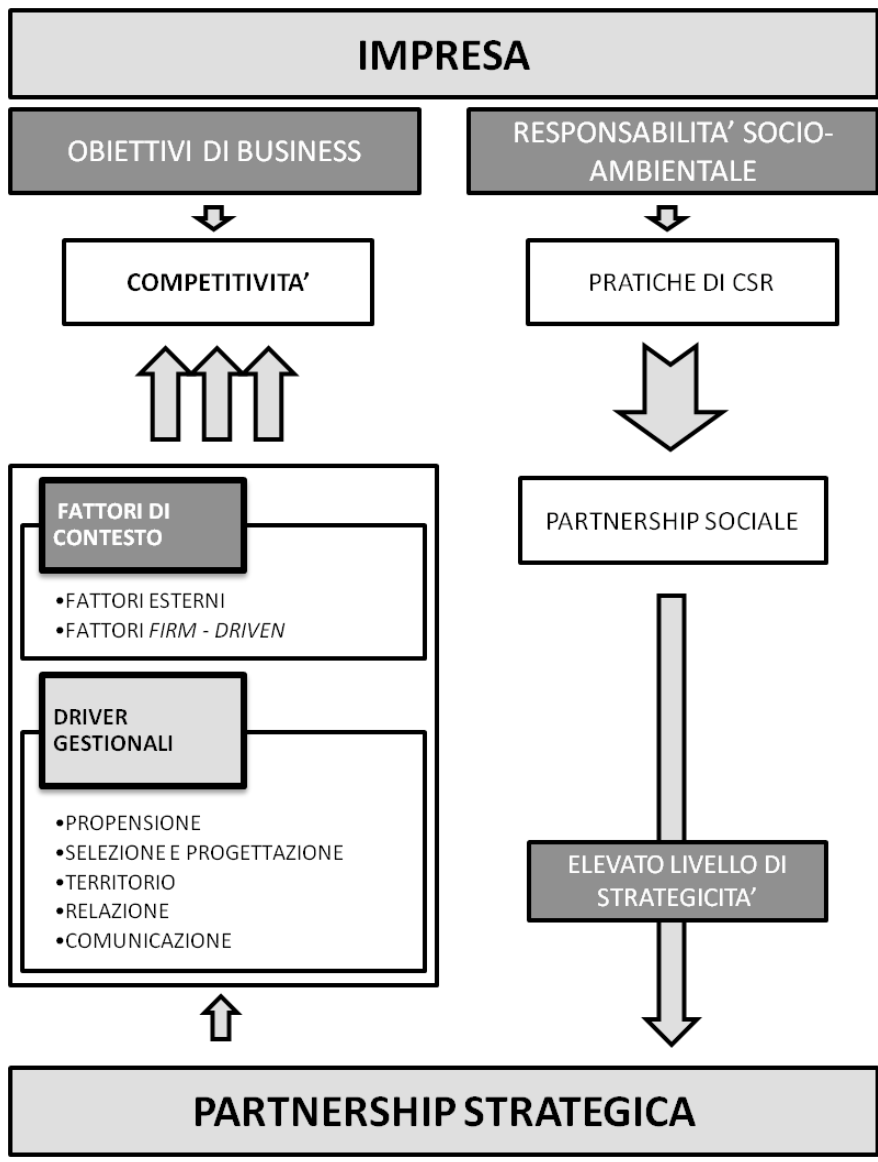 IMPRESA
OBIETTIVI DI BUSINESS
RESPONSABILITA’ SOCIO-
AMBIENTALE
COMPETITIVITA’
PRATICHE DI CSR
FATTORI DI
CONTESTO
•FATTORI ESTERNI
•FATTORI FIRM - DRIVEN
DRIVER
GESTIONALI
•PROPENSIONE
•SELEZIONE E PROGETTAZIONE
•TERRITORIO
•RELAZIONE
•COMUNICAZIONE
PARTNERSHIP SOCIALE
ELEVATO LIVELLO DI
STRATEGICITA’
PARTNERSHIP STRATEGICA